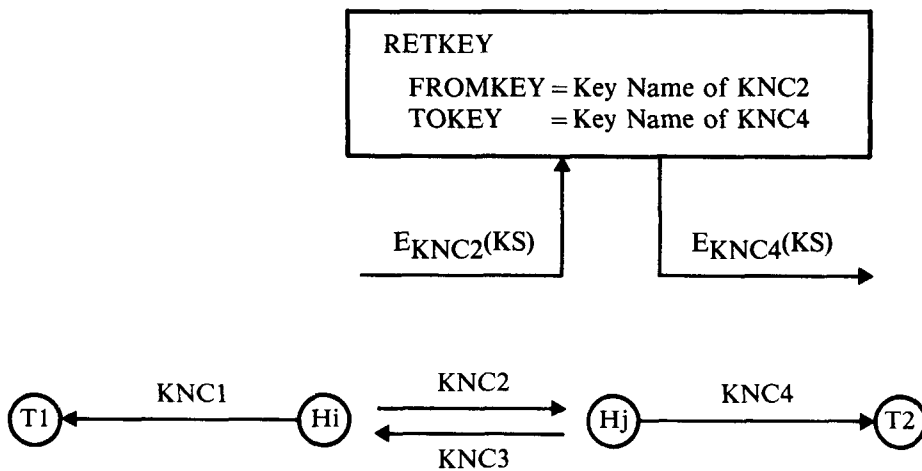 RETKEY
FROMKEY = Key Name of KNC2
TOKEY = Key Name of KNC4
EKNC2(KS)
EKNC4(KS)
KNC1
KNC2
KNC4
T1
Hi
Hj
T2
KNC3